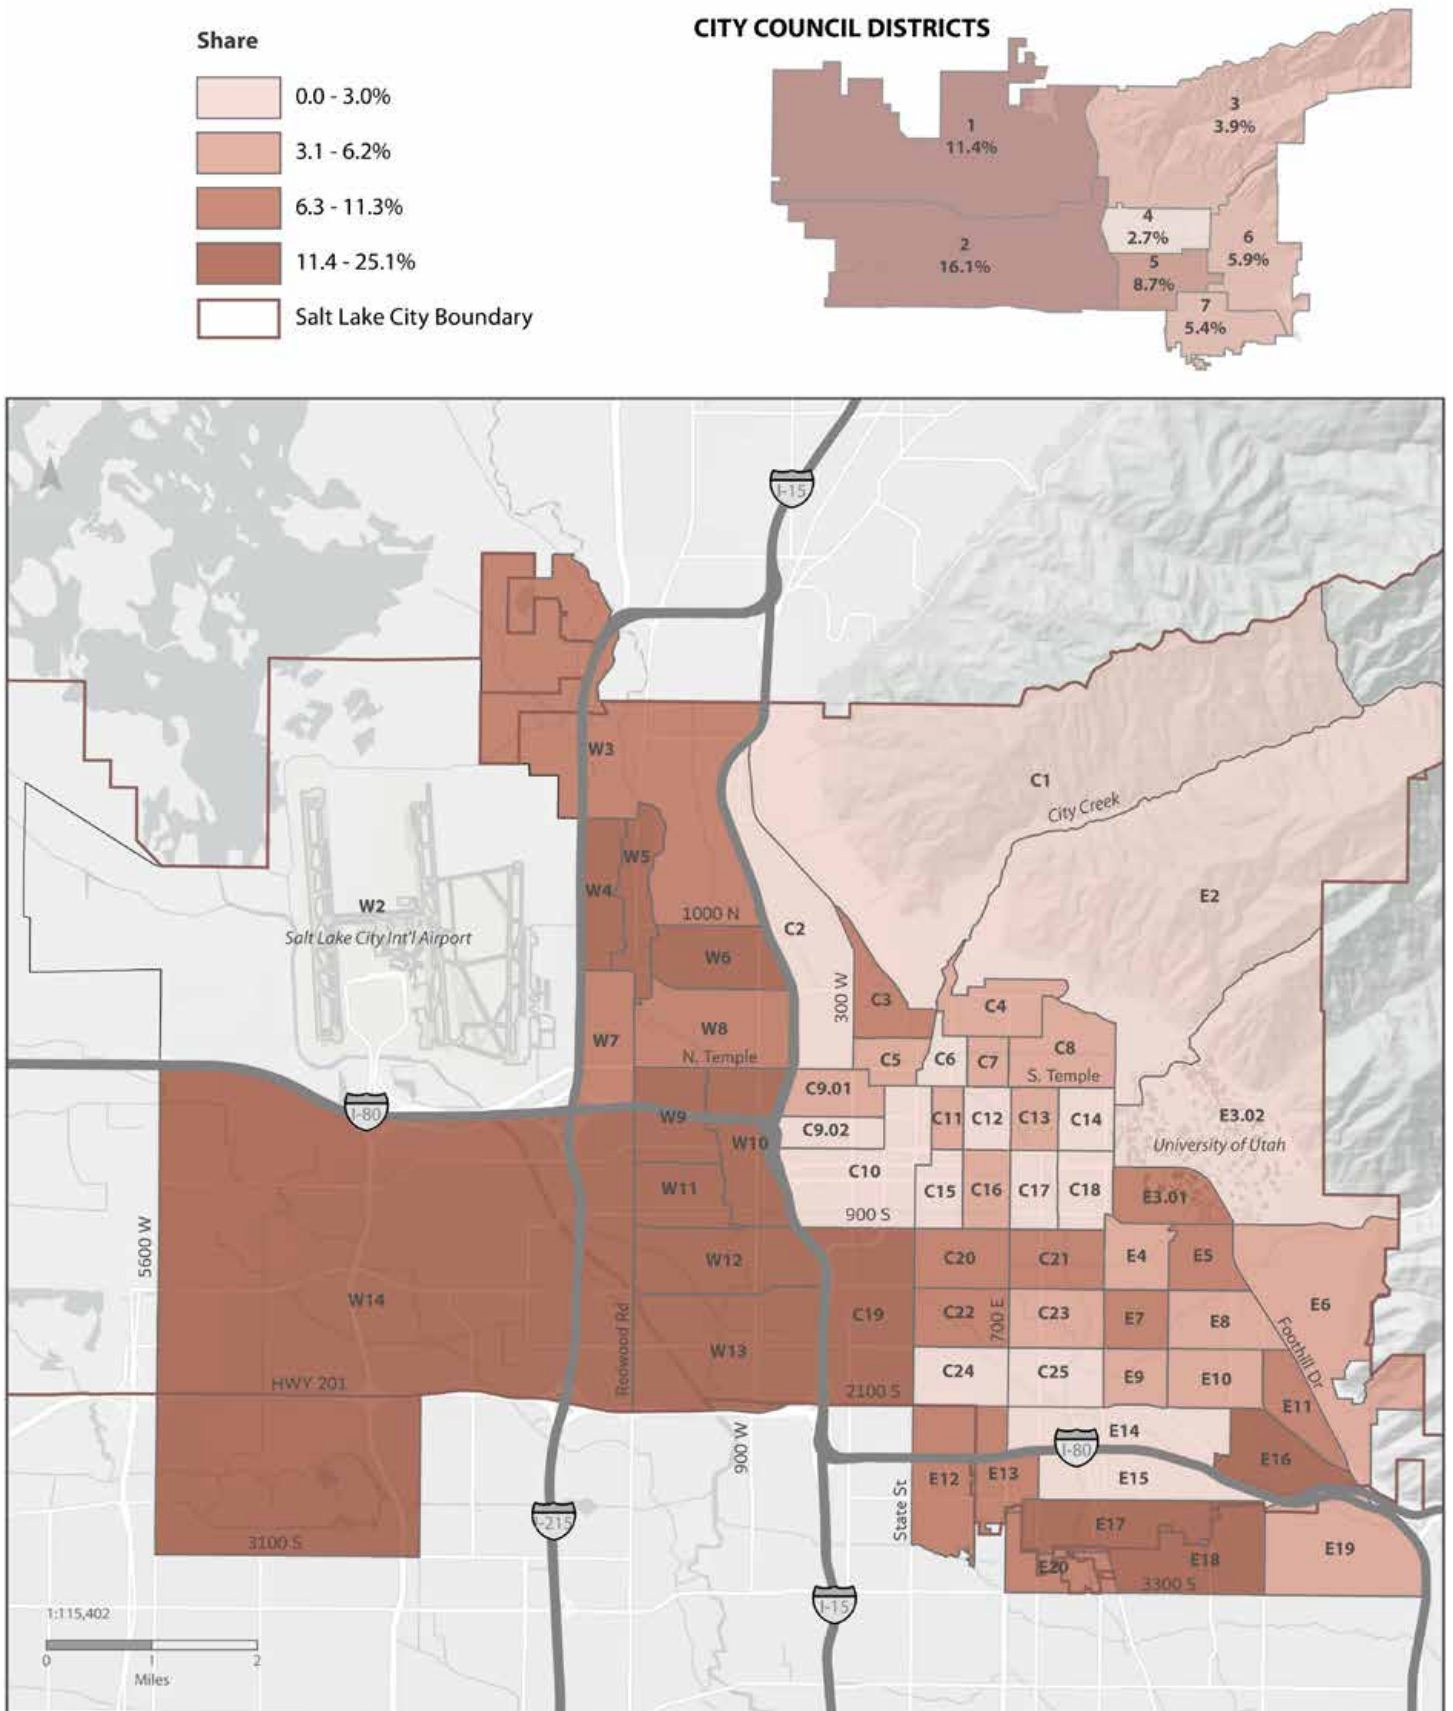 Share
0.0 - 3.0%
3.1 - 6.2%
6.3 - 11.3%
11.4 - 25.1%
Salt Lake City Boundary
CITY COUNCIL DISTRICTS
1
11.4%
3
3.9%
2
16.1%
4
2.7%
5
8.7%
6
5.9%
7
5.4%
I-15
W3
C1
City Creek
W5
W4
E2
W2
Salt Lake City Int'l Airport
1000 N
C2
W6
300 W
C3
C4
W7
W8
N. Temple
C5
C6
C7
C8
S. Temple
I-80
W9
W10
C9.01
C9.02
C11
C12
C13
C14
E3.02
University of Utah
W11
C10
900 S
C15
C16
C17
C18
E3.01
5600 W
W12
C20
C21
E4
E5
W14
Redwood Rd
C19
C22
700 E
C23
E7
E8
E6
Foothill Dr
W13
HWY 201
2100 S
C24
C25
E9
E10
E11
900 W
E14
I-80
E16
State St
E12
E13
E15
I-215
E17
3100 S
E20
E18
3300 S
E19
I-15
1:115,402
0 1 2
Miles